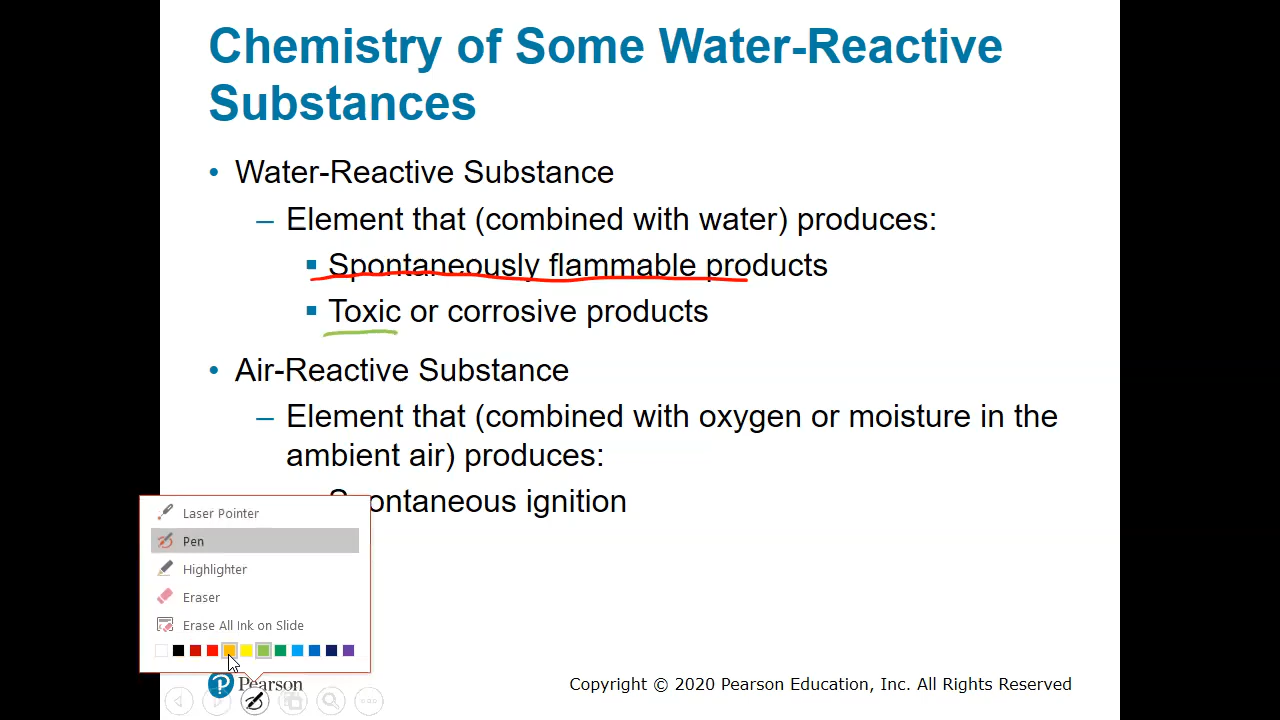 Chemistry of Some Water-Reactive
Substances
• Water-Reactive Substance
– Element that (combined with water) produces:
▪ Spontaneously flammable products
▪ Toxic or corrosive products
• Air-Reactive Substance
– Element that (combined with oxygen or moisture in the
ambient air) produces:
Spontaneous ignition
Laser Pointer
Pen
Highlighter
Eraser
Erase All Ink on Slide
Pearson
Copyright © 2020 Pearson Education, Inc. All Rights Reserved